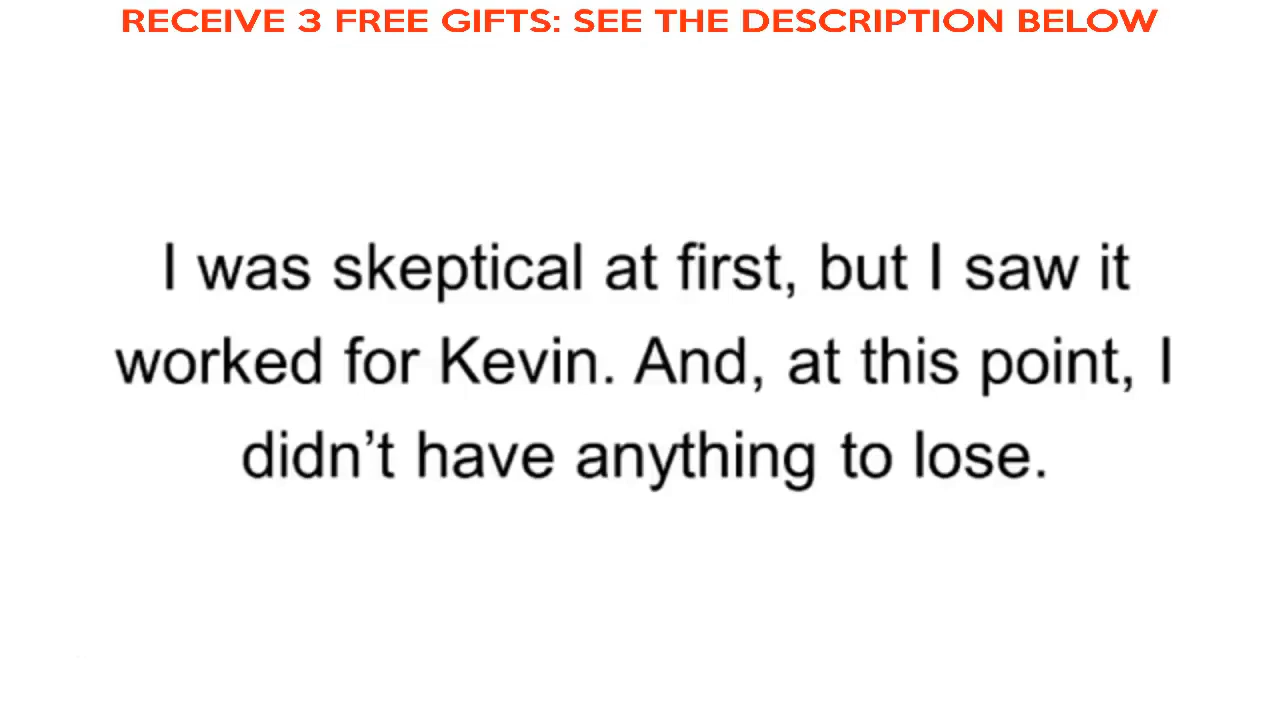 RECEIVE 3 FREE GIFTS: SEE THE DESCRIPTION BELOW
I was skeptical at first, but I saw it
worked for Kevin. And, at this point, I
didn’t have anything to lose.